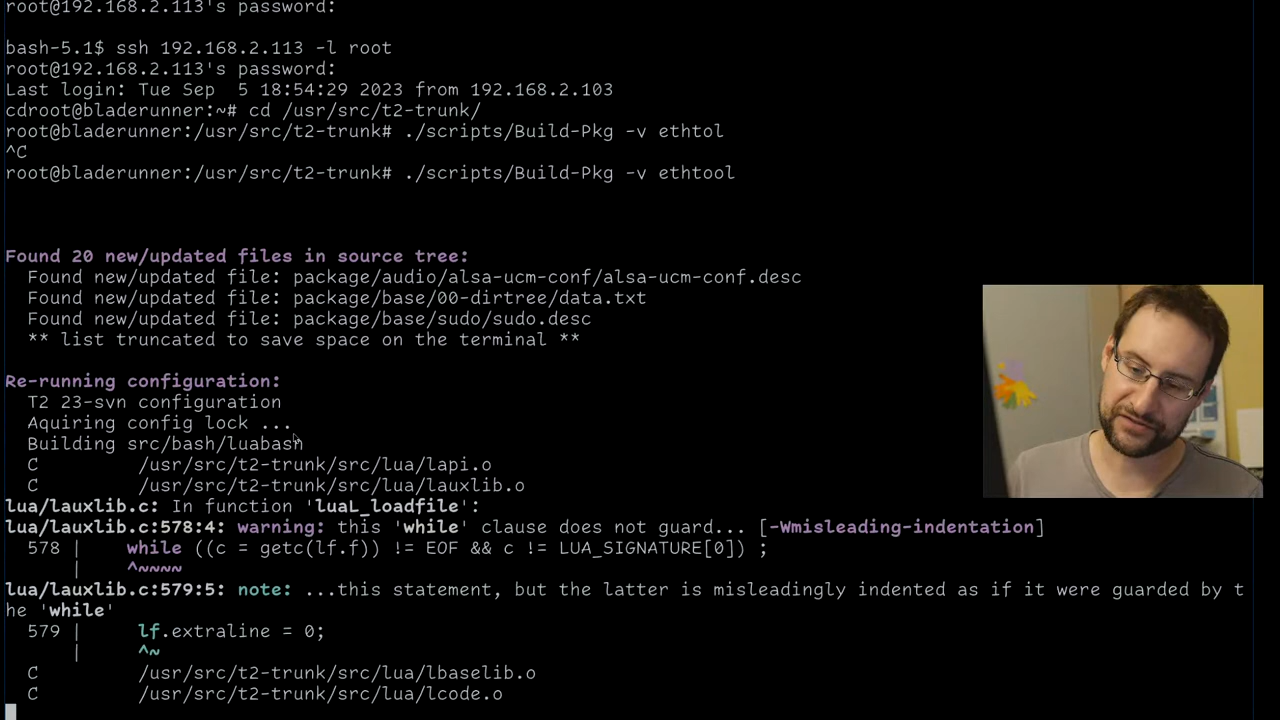 root@192.168.2.113's password:
bash-5.1$ ssh 192.168.2.113 -l root
root@192.168.2.113's password:
Last login: Tue Sep  5 18:54:29 2023 from 192.168.2.103
cdroot@bladerunner:~# cd /usr/src/t2-trunk/
root@bladerunner:/usr/src/t2-trunk# ./scripts/Build-Pkg -v ethtol
^C
root@bladerunner:/usr/src/t2-trunk# ./scripts/Build-Pkg -v ethtool
Found 20 new/updated files in source tree:
Found new/updated file: package/audio/alsa-ucm-conf/alsa-ucm-conf.desc
Found new/updated file: package/base/00-dirtree/data.txt
Found new/updated file: package/base/sudo/sudo.desc
** list truncated to save space on the terminal **
Re-running configuration:
T2 23-svn configuration
Aquiring config lock ...
Building src/bash/luabash
C         /usr/src/t2-trunk/src/lua/lapi.o
C         /usr/src/t2-trunk/src/lua/lauxlib.o
lua/lauxlib.c: In function 'luaL_loadfile':
lua/lauxlib.c:578:4: warning: this 'while' clause does not guard... [-Wmisleading-indentation]
578 |    while ((c = getc(lf.f)) != EOF && c != LUA_SIGNATURE[0]) ;
|    ^~~~~
lua/lauxlib.c:579:5: note: ...this statement, but the latter is misleadingly indented as if it were guarded by t
he 'while'
579 |     lf.extraline = 0;
|     ^~
C         /usr/src/t2-trunk/src/lua/lbaselib.o
C         /usr/src/t2-trunk/src/lua/lcode.o